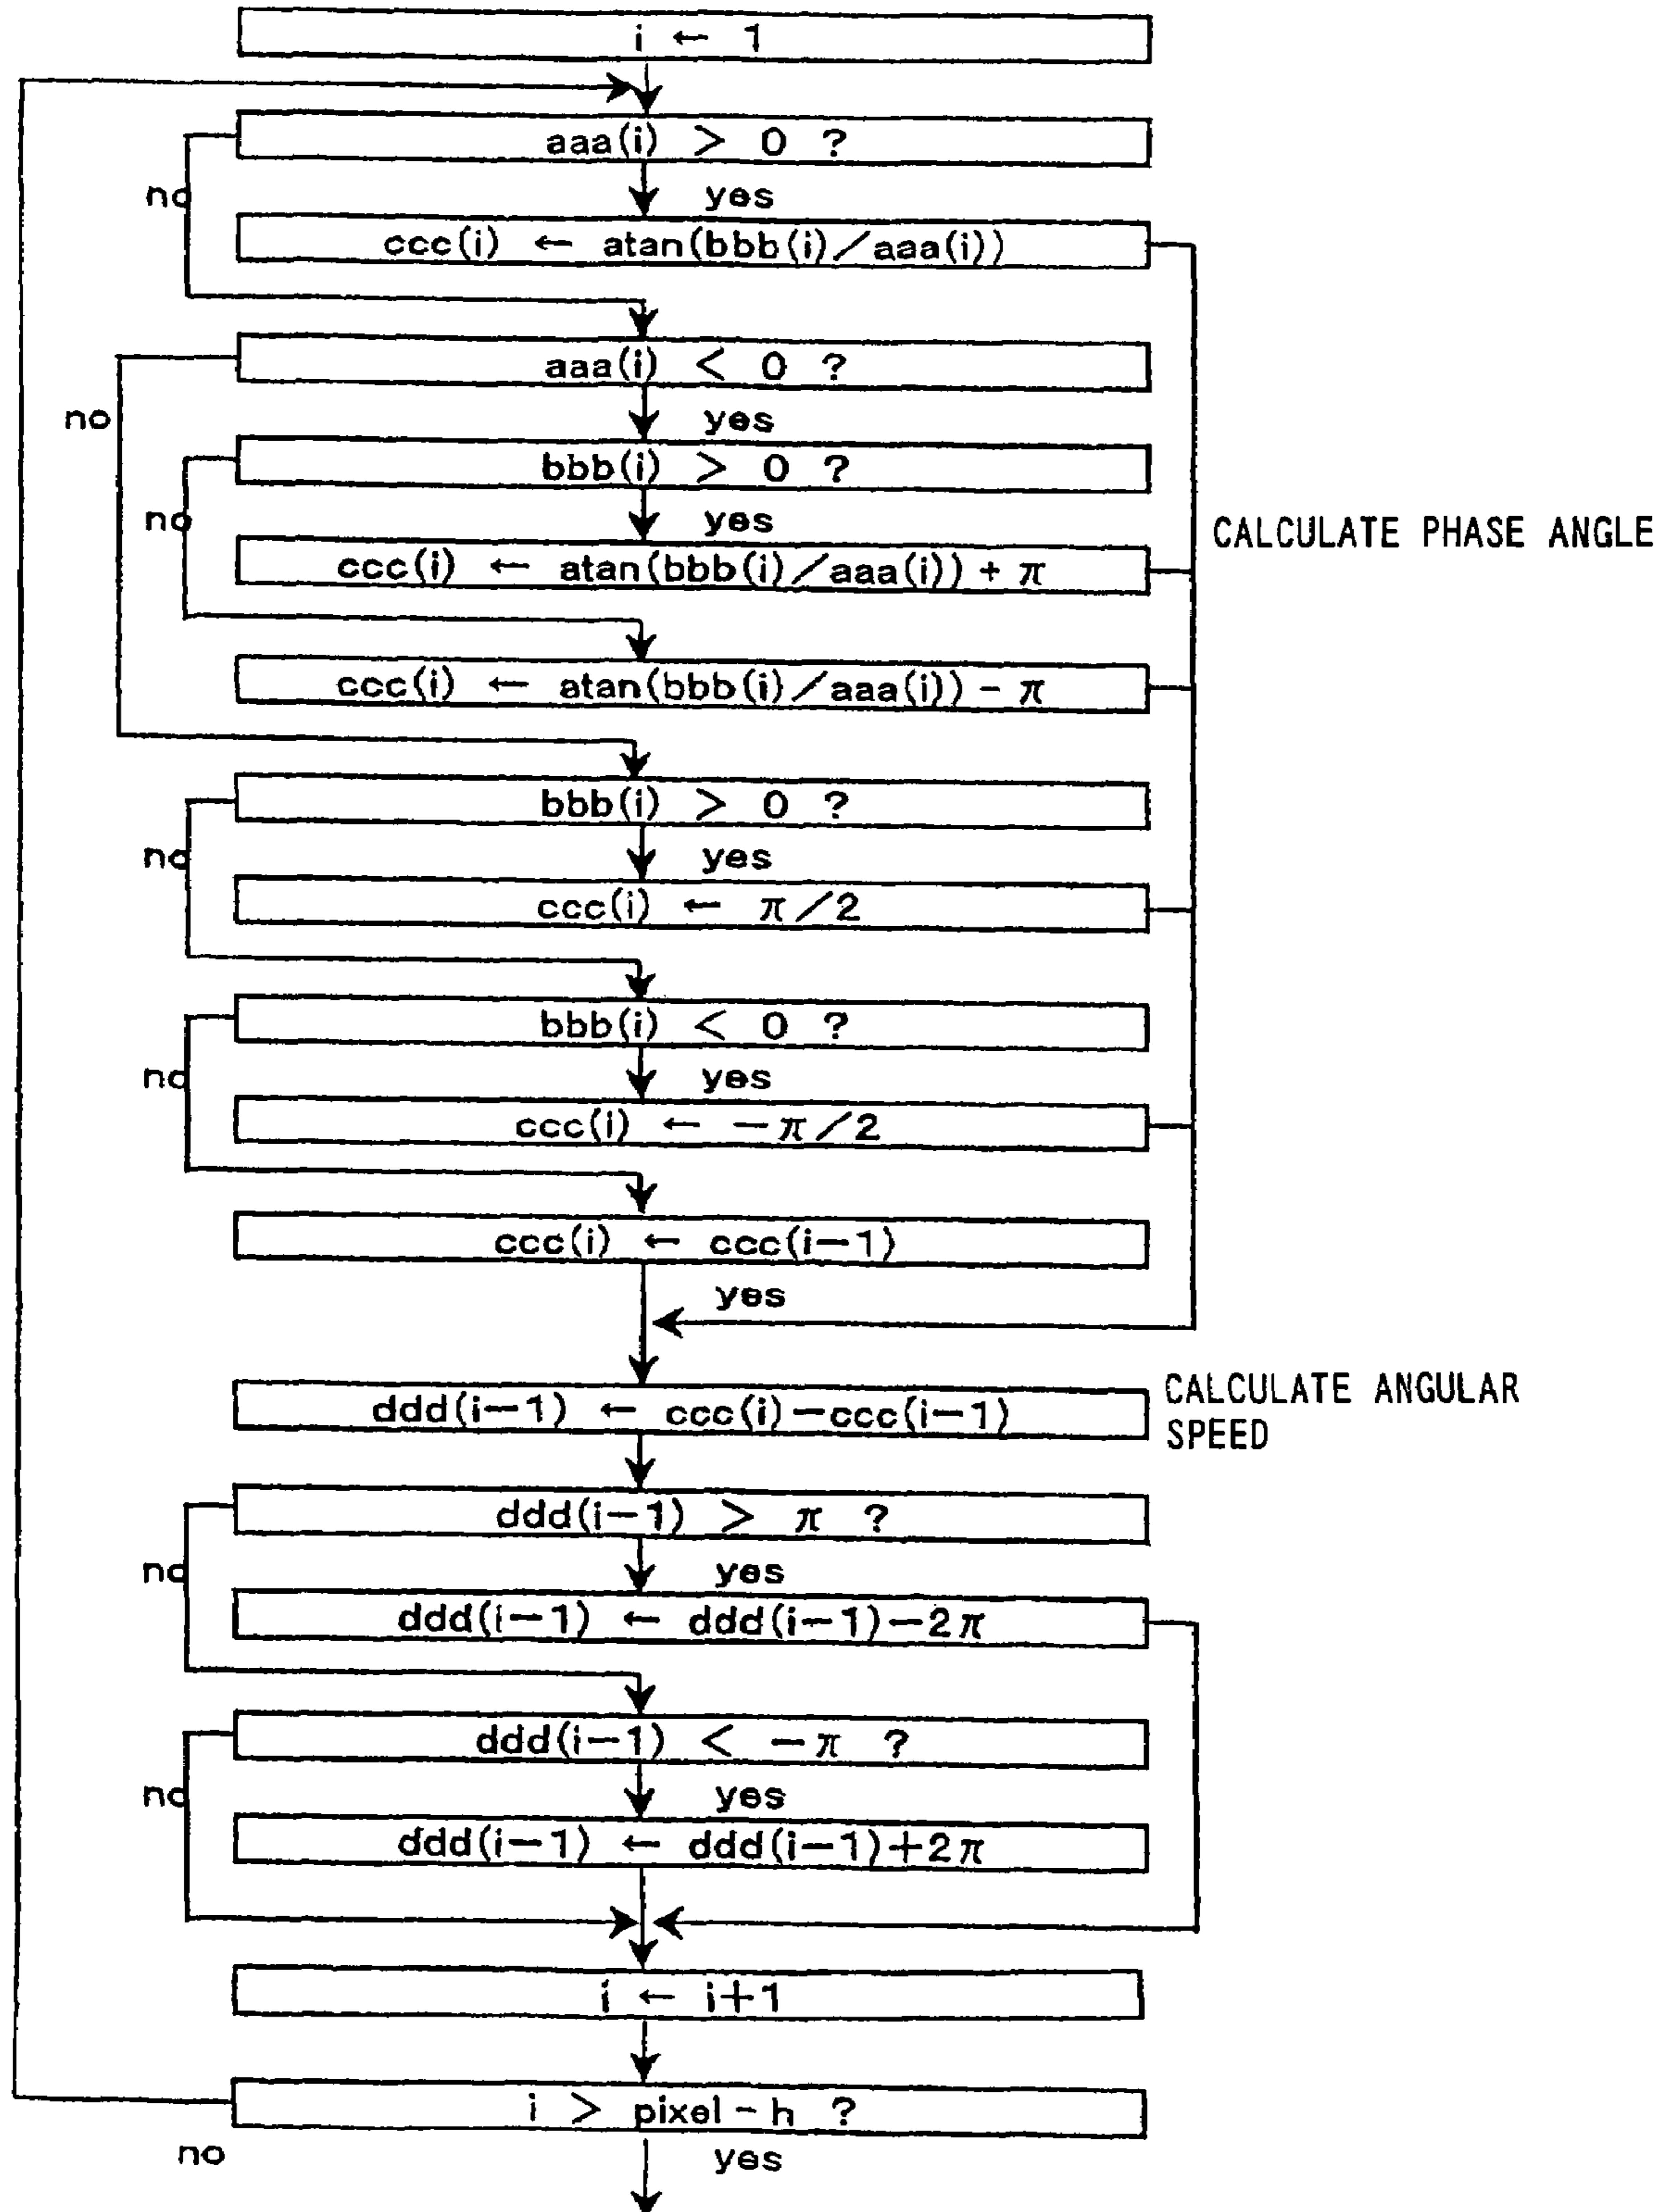 i ← 1
aaa(i) > 0 ?
no
yes
ccc(i) ← atan(bbb(i)/aaa(i))
aaa(i) < 0 ?
no
yes
bbb(i) > 0 ?
no
yes
CALCULATE PHASE ANGLE
ccc(i) ← atan(bbb(i)/aaa(i)) + π
ccc(i) ← atan(bbb(i)/aaa(i)) - π
bbb(i) > 0 ?
no
yes
ccc(i) ← π/2
bbb(i) < 0 ?
no
yes
ccc(i) ← -π/2
ccc(i) ← ccc(i-1)
yes
ddd(i-1) ← ccc(i)-ccc(i-1)
CALCULATE ANGULAR
SPEED
ddd(i-1) > π ?
no
yes
ddd(i-1) ← ddd(i-1)-2π
ddd(i-1) < -π ?
no
yes
ddd(i-1) ← ddd(i-1)+2π
i ← i+1
i > pixel-h ?
no
yes